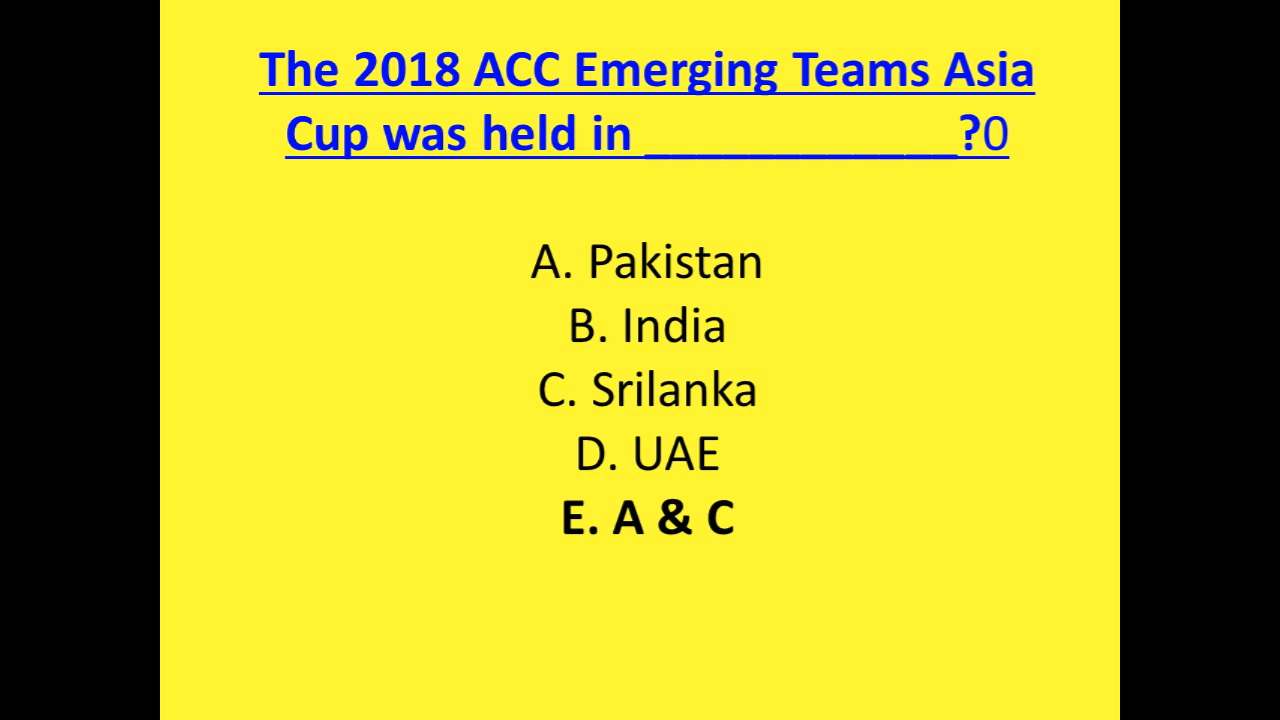 The 2018 ACC Emerging Teams Asia
Cup was held in ____________?0
A. Pakistan
B. India
C. Srilanka
D. UAE
E. A & C